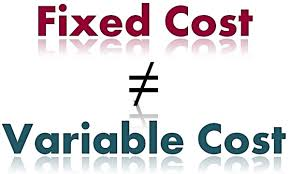 Fixed Cost
≠
Variable Cost